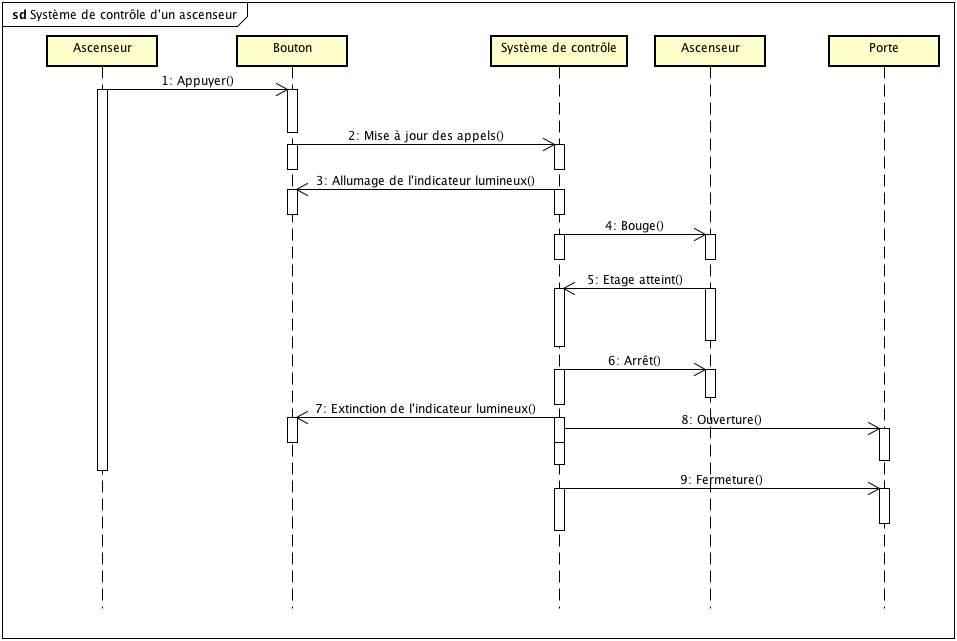 sd Système de contrôle d'un ascenseur
Ascenseur
Bouton
Système de contrôle
Ascenseur
Porte
1: Appuyer()
2: Mise à jour des appels()
3: Allumage de l'indicateur lumineux()
4: Bouge()
5: Etage atteint()
6: Arrêt()
7: Extinction de l'indicateur lumineux()
8: Ouverture()
9: Fermeture()